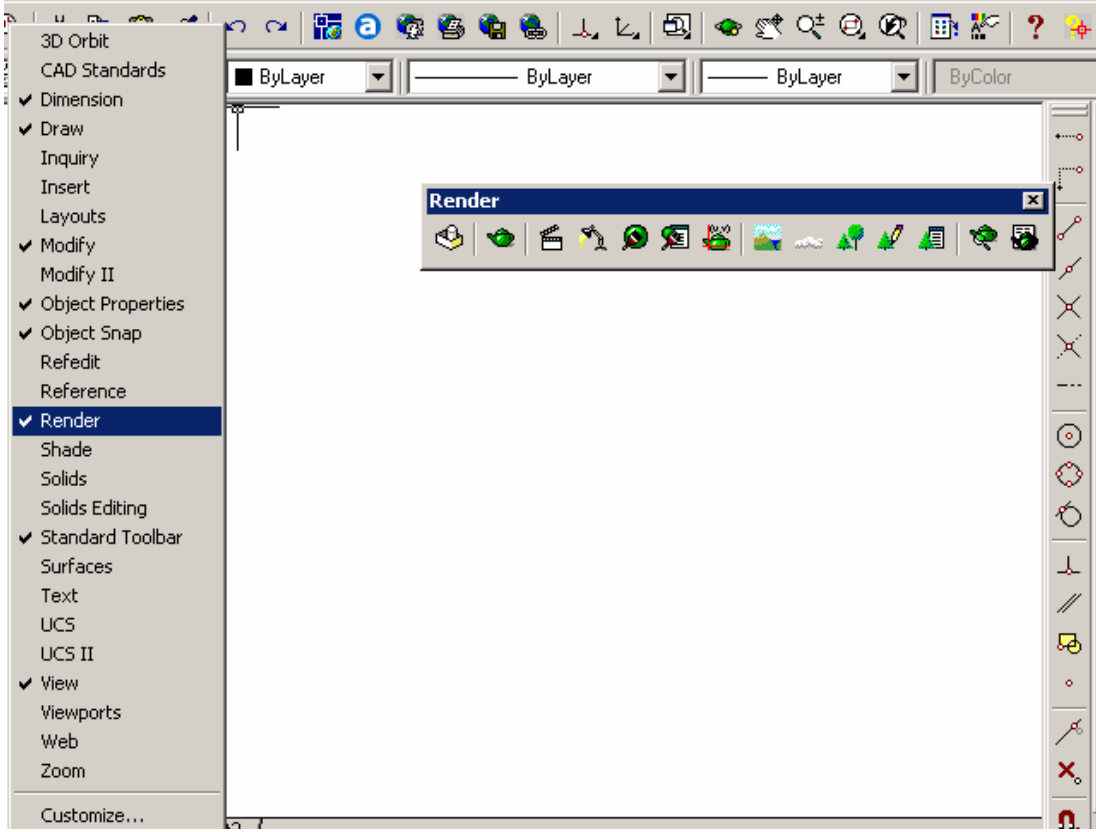 3D Orbit
CAD Standards
Dimension
Draw
Inquiry
Insert
Layouts
Modify
Modify II
Object Properties
Object Snap
Refedit
Reference
Render
Shade
Solids
Solids Editing
Standard Toolbar
Surfaces
Text
UCS
UCS II
View
Viewports
Web
Zoom
Customize...
ByLayer ByLayer ByLayer ByColor
Render